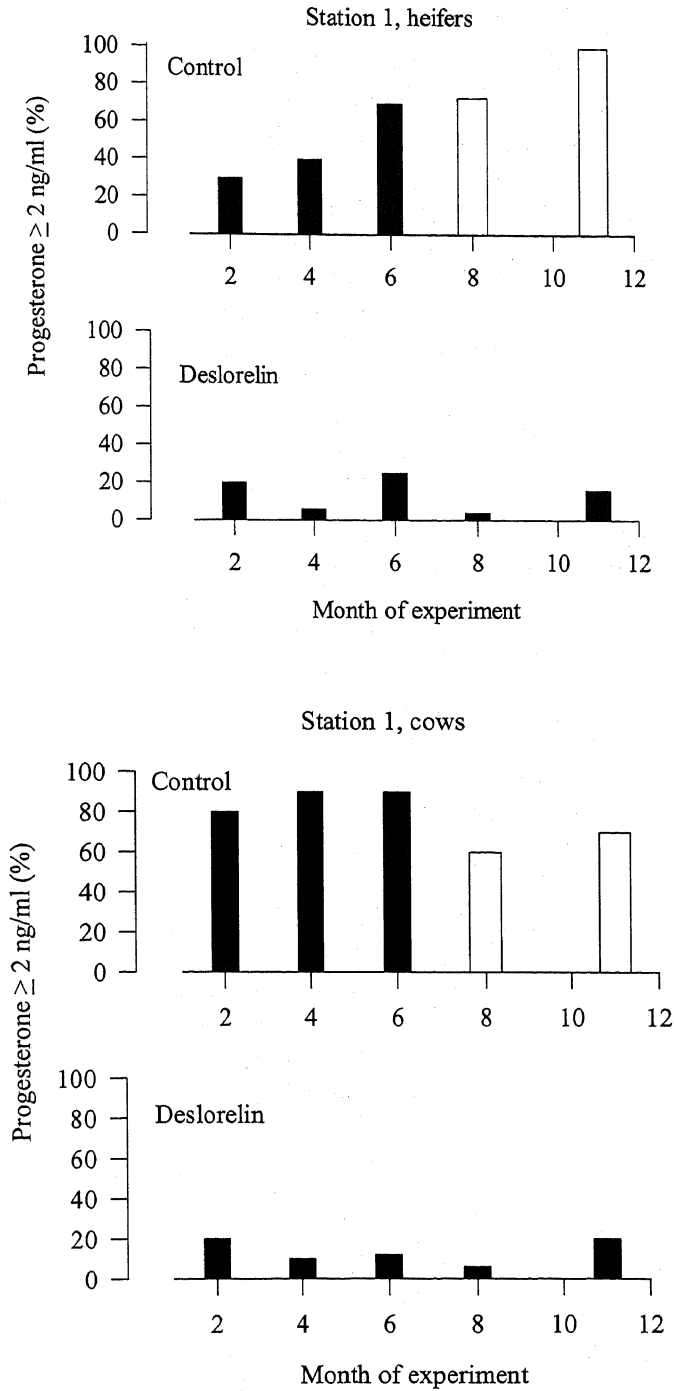 Station 1, heifers
Control
Progesterone ≥ 2 ng/ml (%)
100
80
60
40
20
0
2 4 6 8 10 12
Deslorelin
100
80
60
40
20
0
2 4 6 8 10 12
Month of experiment
Station 1, cows
Control
Progesterone ≥ 2 ng/ml (%)
100
80
60
40
20
0
2 4 6 8 10 12
Deslorelin
100
80
60
40
20
0
2 4 6 8 10 12
Month of experiment